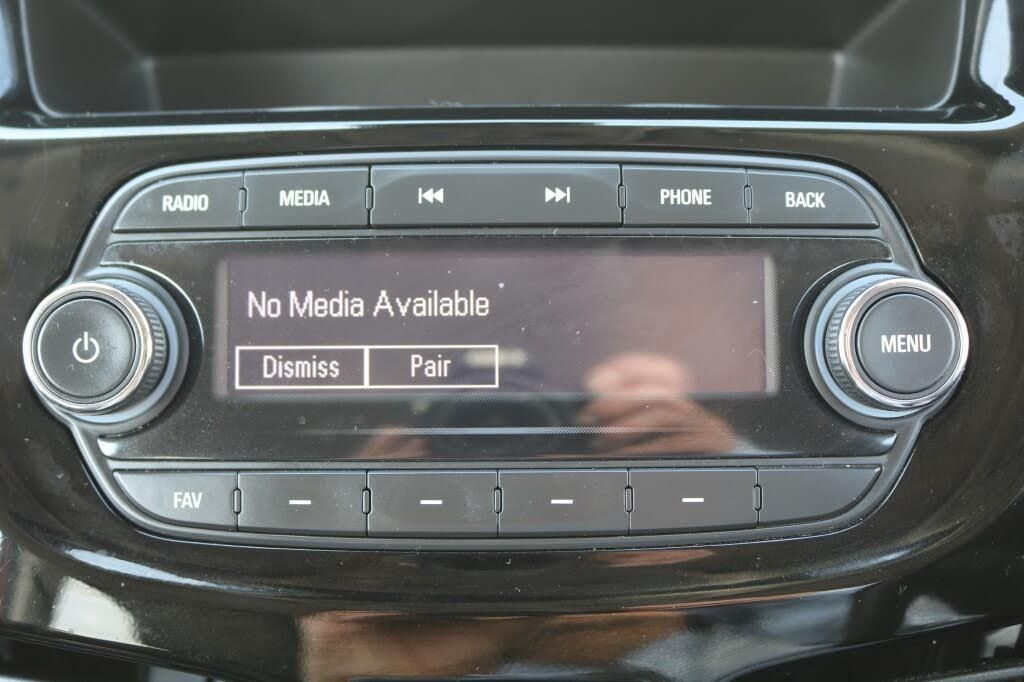 RADIO MEDIA PHONE BACK
No Media Available
Dismiss Pair
MENU
FAV